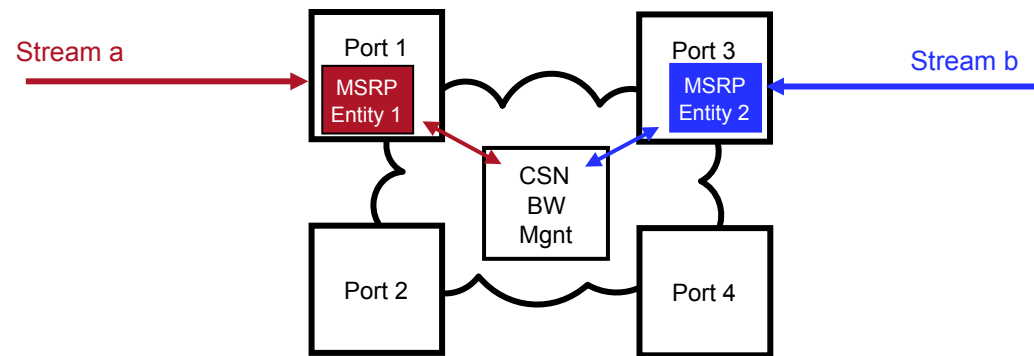 Stream a
Port 1
MSRP
Entity 1
Port 3
MSRP
Entity 2
Stream b
CSN
BW
Mgnt
Port 2
Port 4